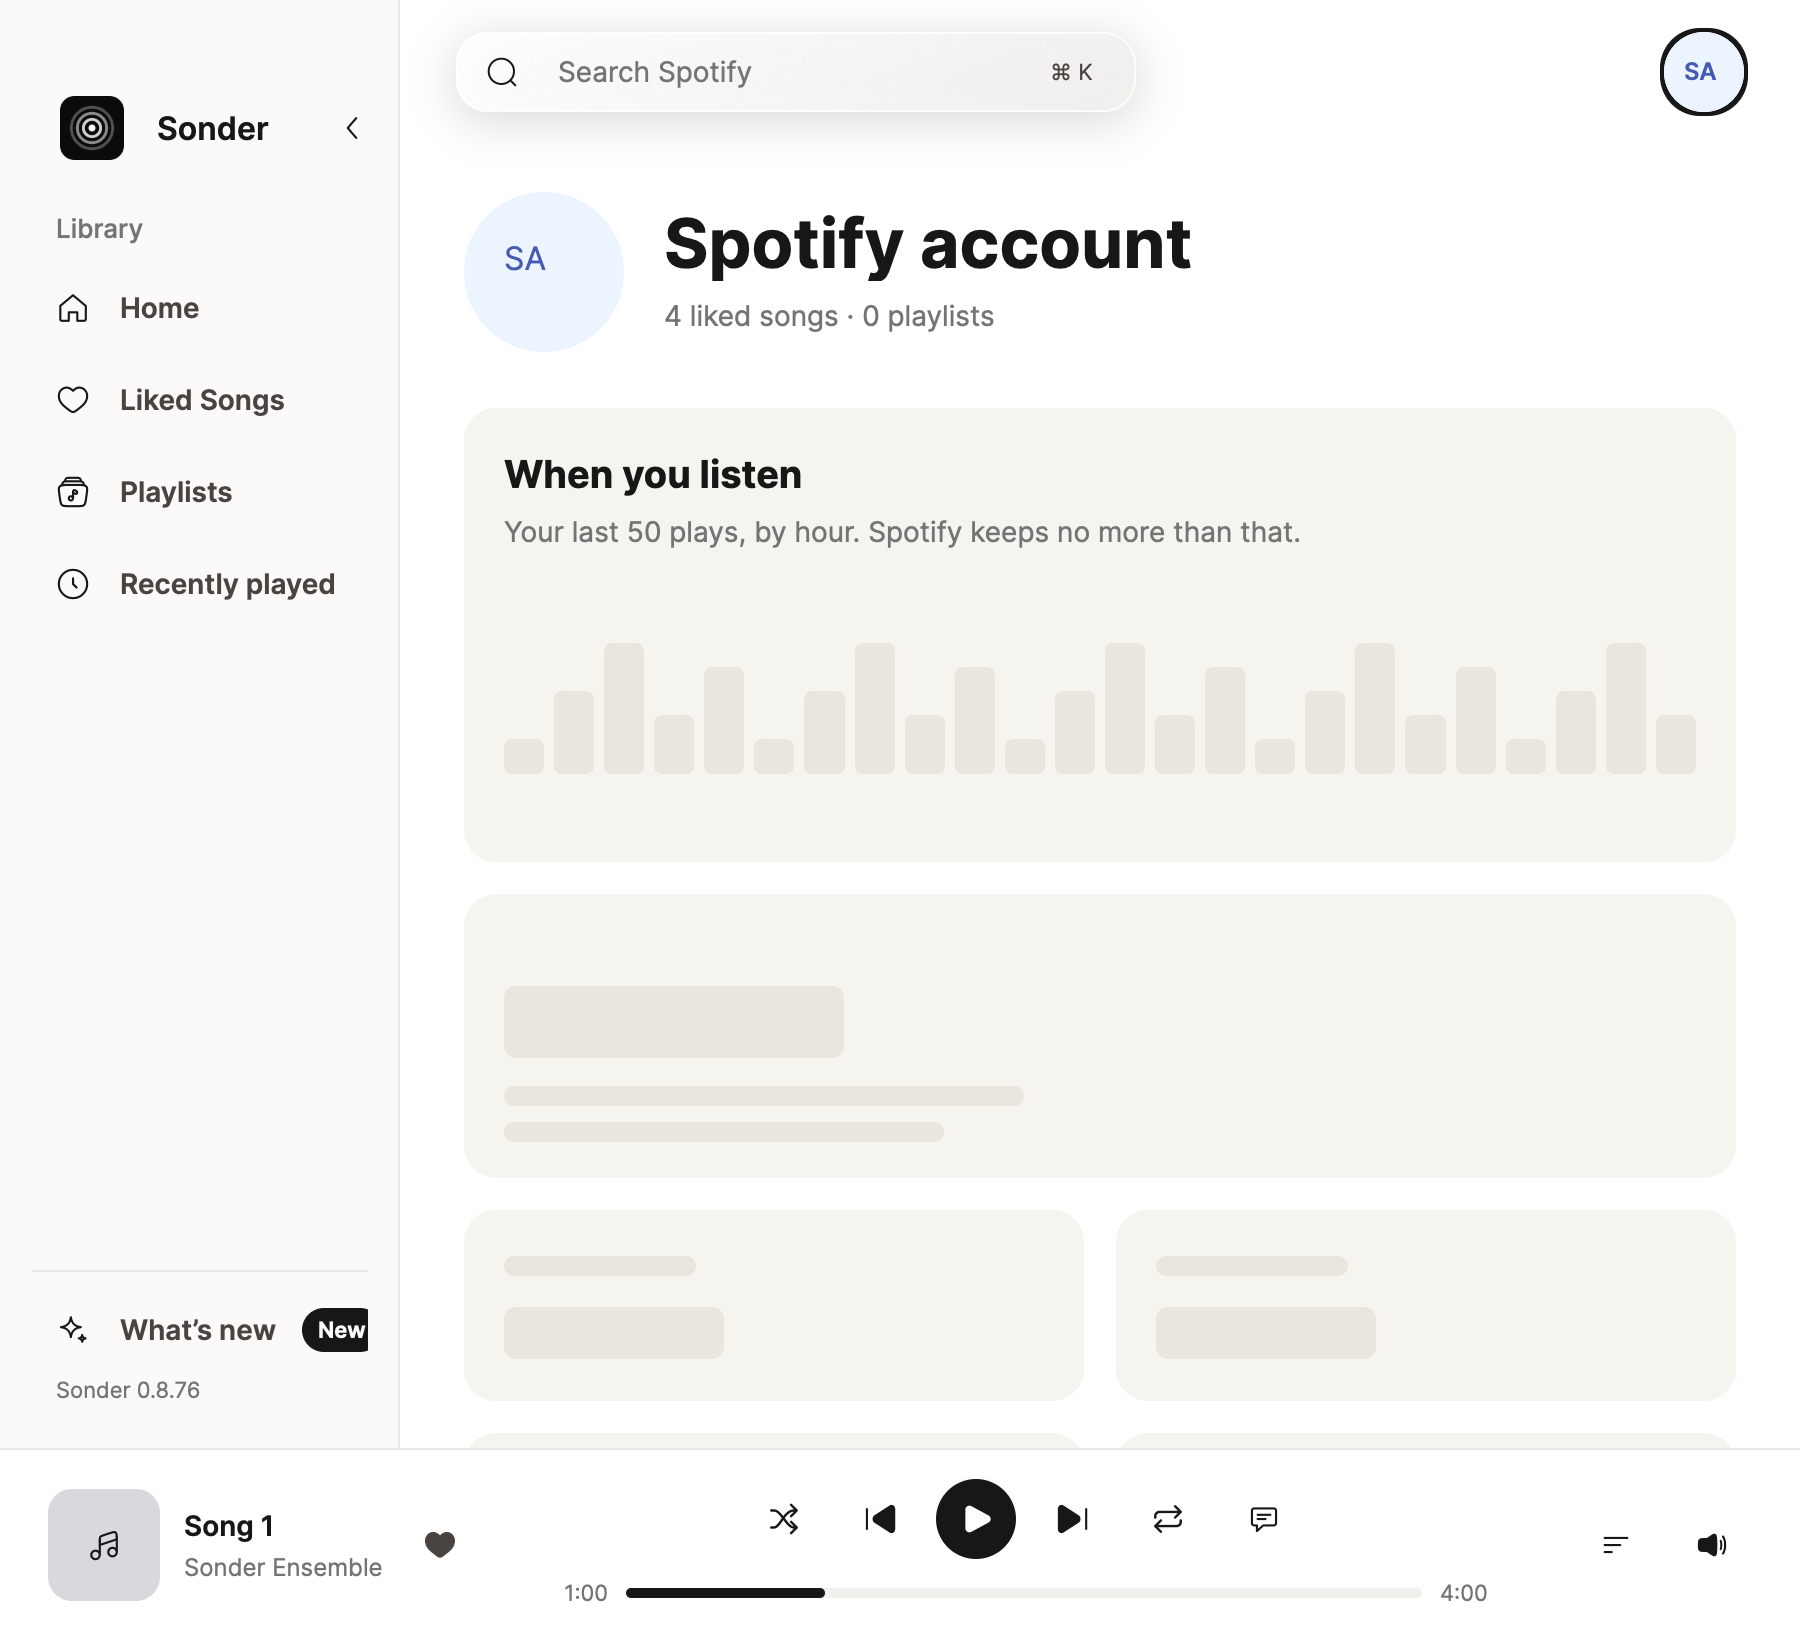 Search Spotify
⌘ K
SA
Sonder
Library
Home
Liked Songs
Playlists
Recently played
What’s new
New
Sonder 0.8.76
SA
Spotify account
4 liked songs · 0 playlists
When you listen
Your last 50 plays, by hour. Spotify keeps no more than that.
Song 1
Sonder Ensemble
1:00
4:00